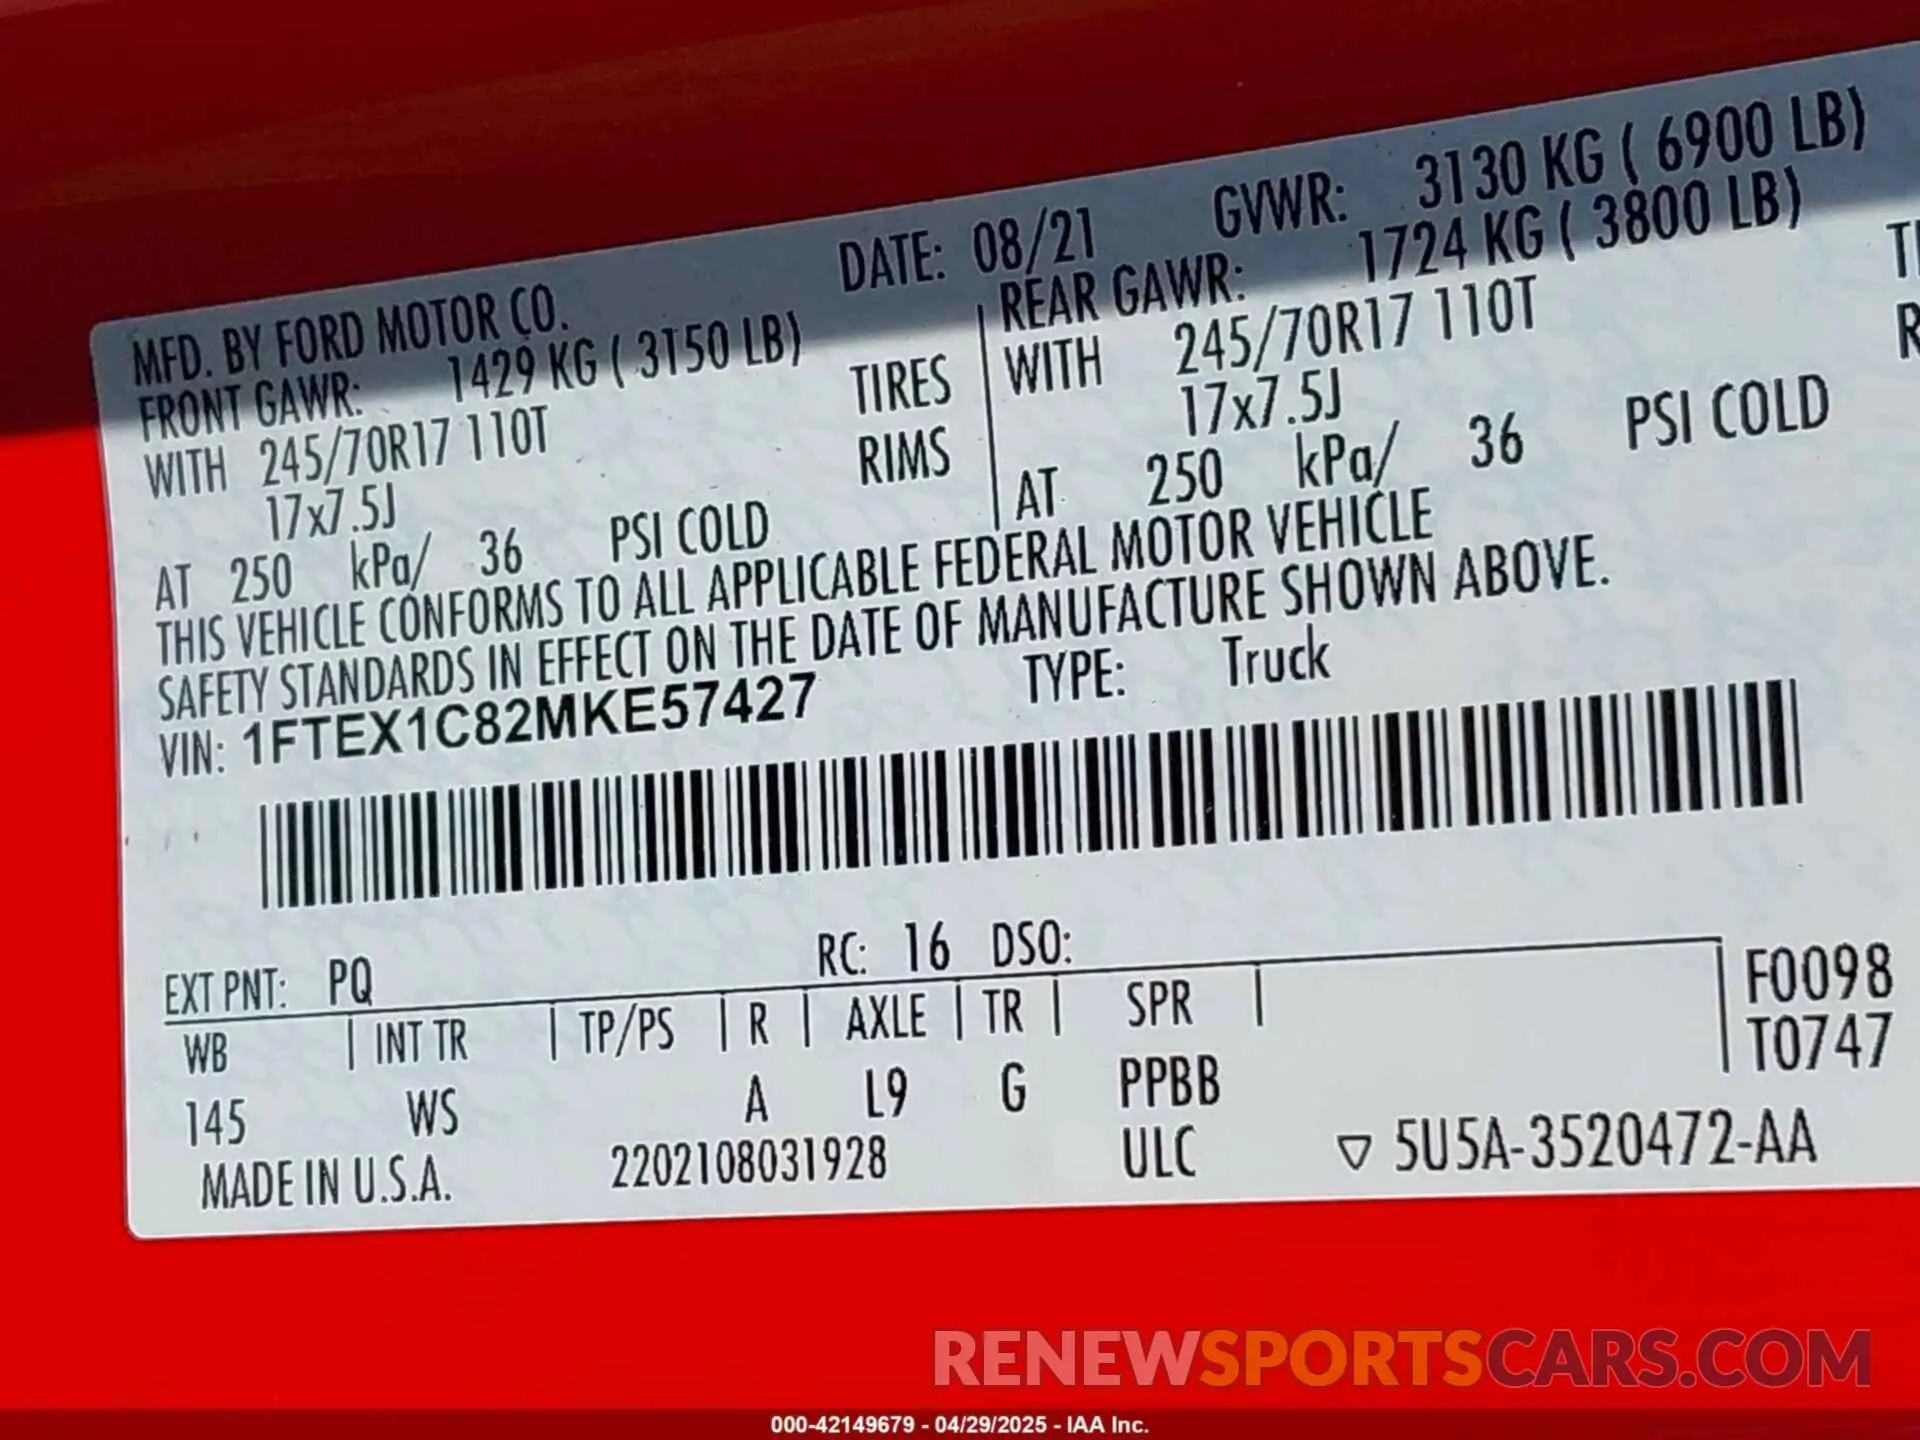 MFD. BY FORD MOTOR CO. DATE: 08/21 GVWR: 3130 KG ( 6900 LB)
FRONT GAWR: 1429 KG ( 3150 LB) REAR GAWR: 1724 KG ( 3800 LB)
WITH 245/70R17 110T TIRES WITH 245/70R17 110T
17x7.5J RIMS 17x7.5J
AT 250 kPa/ 36 PSI COLD AT 250 kPa/ 36 PSI COLD
THIS VEHICLE CONFORMS TO ALL APPLICABLE FEDERAL MOTOR VEHICLE
SAFETY STANDARDS IN EFFECT ON THE DATE OF MANUFACTURE SHOWN ABOVE.
VIN: 1FTEX1C82MKE57427 TYPE: Truck
EXT PNT: PQ RC: 16 DSO:
WB INT TR TP/PS R AXLE TR SPR F0098
145 WS A L9 G PPBB T0747
MADE IN U.S.A. 2202108031928 ULC 5U5A-3520472-AA
RENEWSPORTSCARS.COM
000-42149679 - 04/29/2025 - IAA Inc.